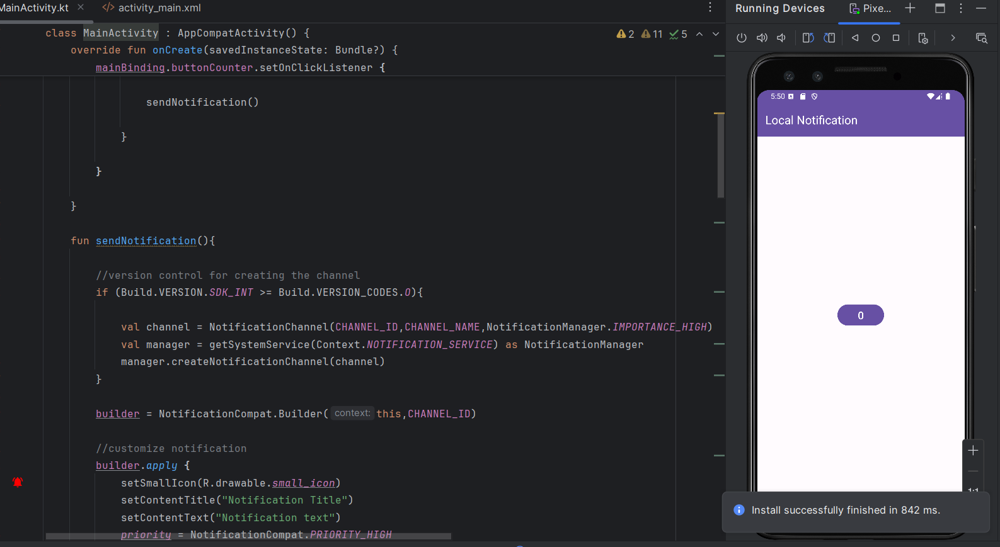 MainActivity.kt
activity_main.xml
class MainActivity : AppCompatActivity() {
2 11 5
override fun onCreate(savedInstanceState: Bundle?) {
mainBinding.buttonCounter.setOnClickListener {
sendNotification()
}
}
}
fun sendNotification(){
//version control for creating the channel
if (Build.VERSION.SDK_INT >= Build.VERSION_CODES.O){
val channel = NotificationChannel(CHANNEL_ID,CHANNEL_NAME,NotificationManager.IMPORTANCE_HIGH)
val manager = getSystemService(Context.NOTIFICATION_SERVICE) as NotificationManager
manager.createNotificationChannel(channel)
}
builder = NotificationCompat.Builder( context: this,CHANNEL_ID)
//customize notification
builder.apply {
setSmallIcon(R.drawable.small_icon)
setContentTitle("Notification Title")
setContentText("Notification text")
priority = NotificationCompat.PRIORITY_HIGH
Running Devices
Pixe...
5:50
Local Notification
0
1:1
Install successfully finished in 842 ms.